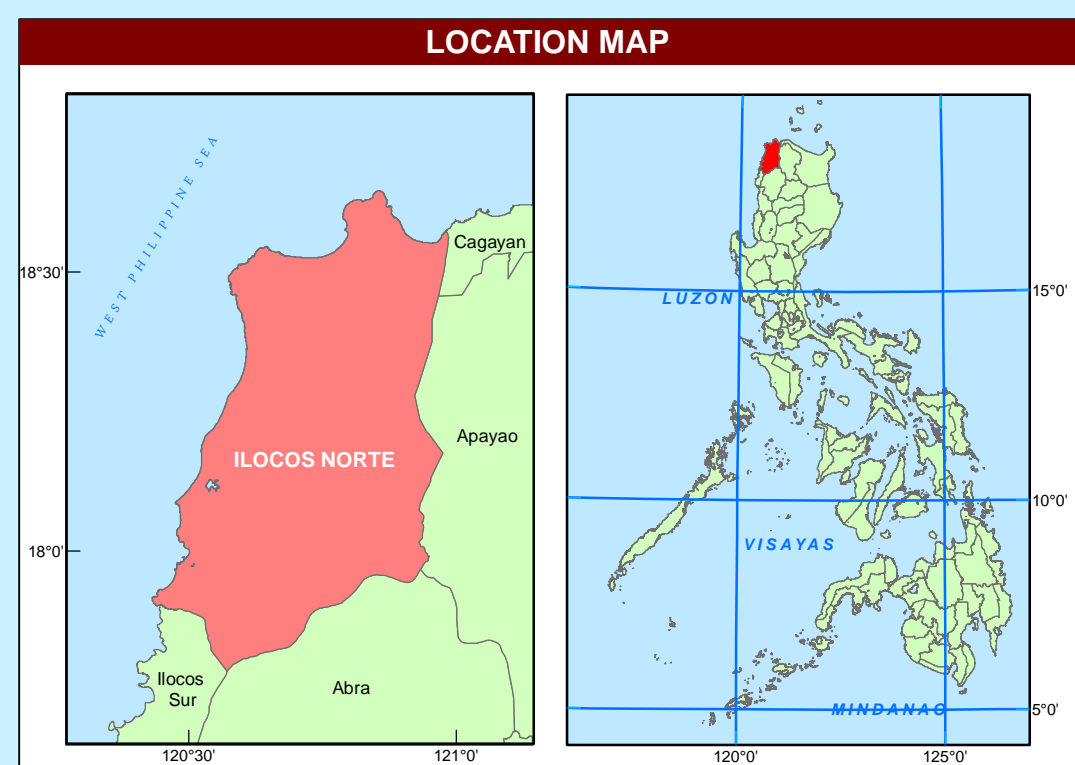 LOCATION MAP
WEST PHILIPPINE SEA
18°30'
18°0'
Cagayan
Apayao
ILOCOS NORTE
Ilocos
Sur
Abra
120°30'
121°0'
LUZON
VISAYAS
MINDANAO
15°0'
10°0'
5°0'
120°0'
125°0'